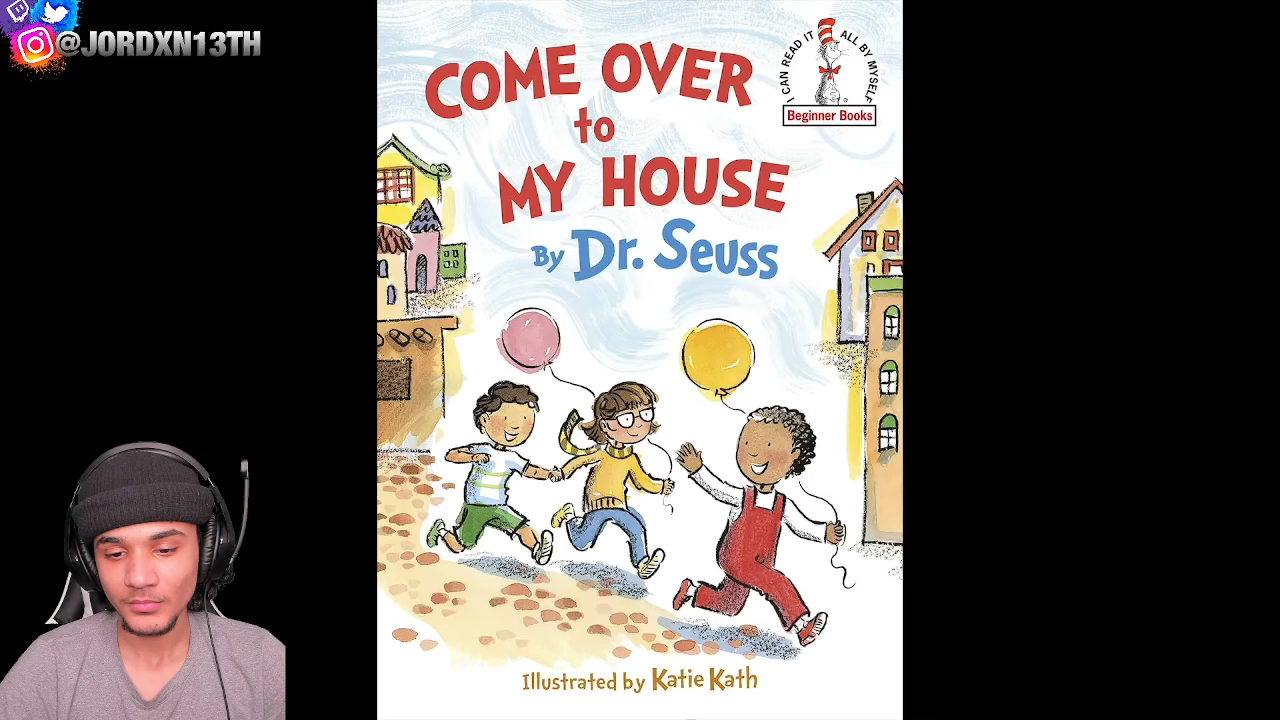 @JORDXN13TH
COME OVER
to
MY HOUSE
By Dr. Seuss
I CAN READ IT ALL BY MYSELF
Beginner Books
Illustrated by Katie Kath